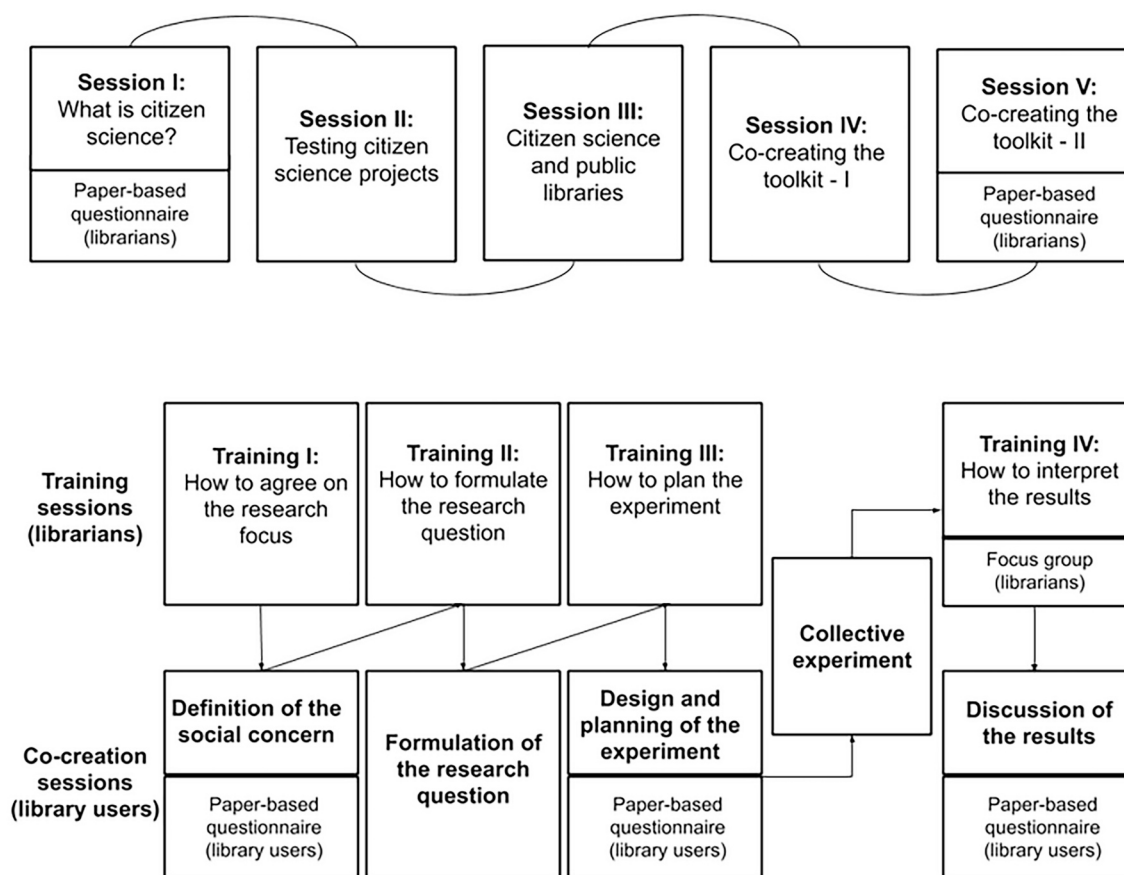 Session I:
What is citizen
science?
Paper-based
questionnaire
(librarians)
Session II:
Testing citizen
science projects
Session III:
Citizen science
and public
libraries
Session IV:
Co-creating the
toolkit - I
Session V:
Co-creating the
toolkit - II
Paper-based
questionnaire
(librarians)
Training
sessions
(librarians)
Training I:
How to agree on
the research
focus
Training II:
How to formulate
the research
question
Training III:
How to plan the
experiment
Training IV:
How to interpret
the results
Focus group
(librarians)
Collective
experiment
Co-creation
sessions
(library users)
Definition of the
social concern
Paper-based
questionnaire
(library users)
Formulation of
the research
question
Design and
planning of the
experiment
Paper-based
questionnaire
(library users)
Discussion of
the results
Paper-based
questionnaire
(library users)